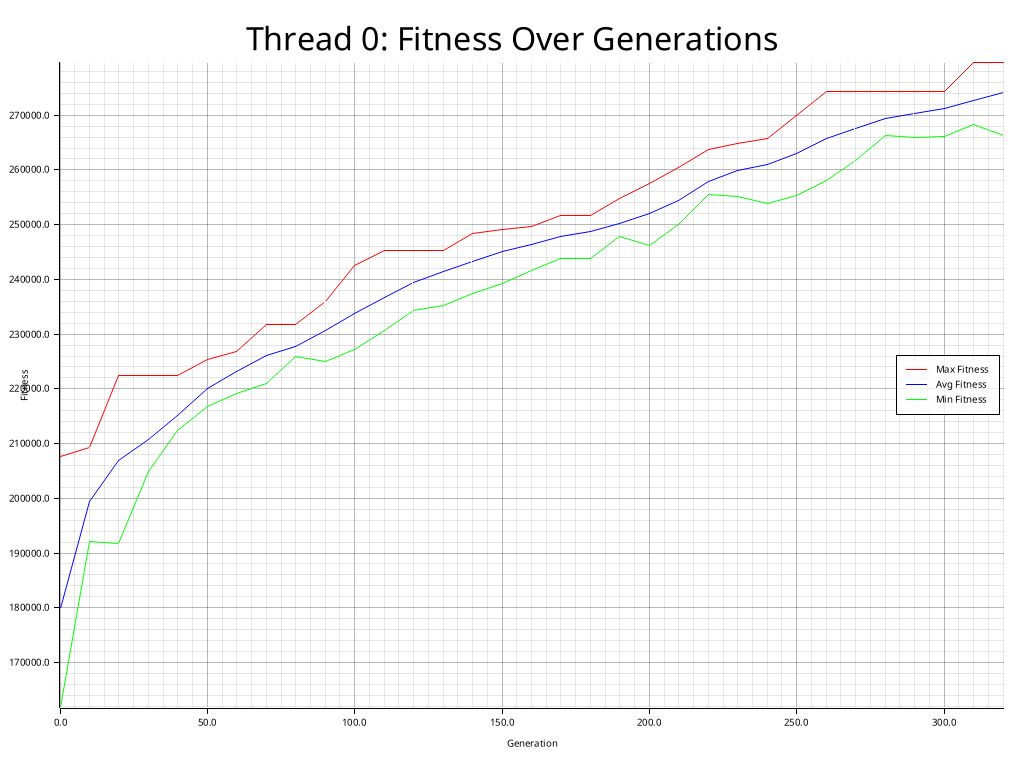 Thread 0: Fitness Over Generations
270000.0
260000.0
250000.0
240000.0
230000.0
220000.0
210000.0
200000.0
190000.0
180000.0
170000.0
Fitness
Max Fitness
Avg Fitness
Min Fitness
0.0 50.0 100.0 150.0 200.0 250.0 300.0
Generation